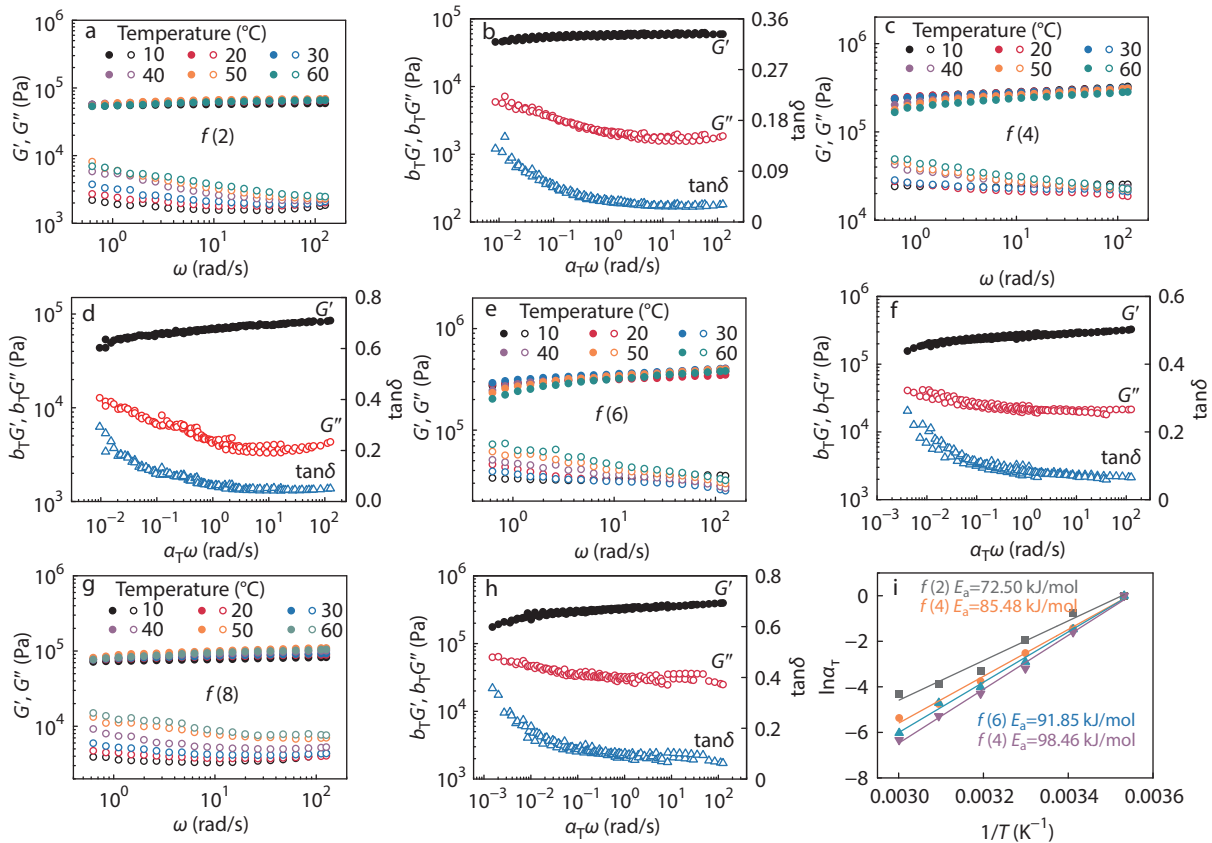 a
Temperature (°C)
10 20 30
40 50 60
f (2)
G′, G″ (Pa)
10⁶
10⁵
10⁴
10³
10⁰ 10¹ 10²
ω (rad/s)
b
G′
G″
tanδ
b_TG′, b_TG″ (Pa)
10⁵
10⁴
10³
10²
0.36
0.27
0.18
0.09
0
tanδ
10⁻² 10⁻¹ 10⁰ 10¹ 10²
α_Tω (rad/s)
c
Temperature (°C)
10 20 30
40 50 60
f (4)
G′, G″ (Pa)
10⁶
10⁵
10⁴
10⁰ 10¹ 10²
ω (rad/s)
d
G′
G″
tanδ
b_TG′, b_TG″ (Pa)
10⁵
10⁴
10³
0.8
0.6
0.4
0.2
0.0
tanδ
10⁻² 10⁻¹ 10⁰ 10¹ 10²
α_Tω (rad/s)
e
Temperature (°C)
10 20 30
40 50 60
f (6)
G′, G″ (Pa)
10⁶
10⁵
10⁰ 10¹ 10²
ω (rad/s)
f
G′
G″
tanδ
b_TG′, b_TG″ (Pa)
10⁶
10⁵
10⁴
10³
0.6
0.4
0.2
0
tanδ
10⁻³ 10⁻² 10⁻¹ 10⁰ 10¹ 10²
α_Tω (rad/s)
g
Temperature (°C)
10 20 30
40 50 60
f (8)
G′, G″ (Pa)
10⁶
10⁵
10⁴
10⁰ 10¹ 10²
ω (rad/s)
h
G′
G″
tanδ
b_TG′, b_TG″ (Pa)
10⁶
10⁵
10⁴
10³
0.8
0.6
0.4
0.2
0
tanδ
10⁻³ 10⁻² 10⁻¹ 10⁰ 10¹ 10²
α_Tω (rad/s)
i
f (2) E_a=72.50 kJ/mol
f (4) E_a=85.48 kJ/mol
f (6) E_a=91.85 kJ/mol
f (4) E_a=98.46 kJ/mol
lnα_T
0
−2
−4
−6
−8
0.0030 0.0032 0.0034 0.0036
1/T (K⁻¹)